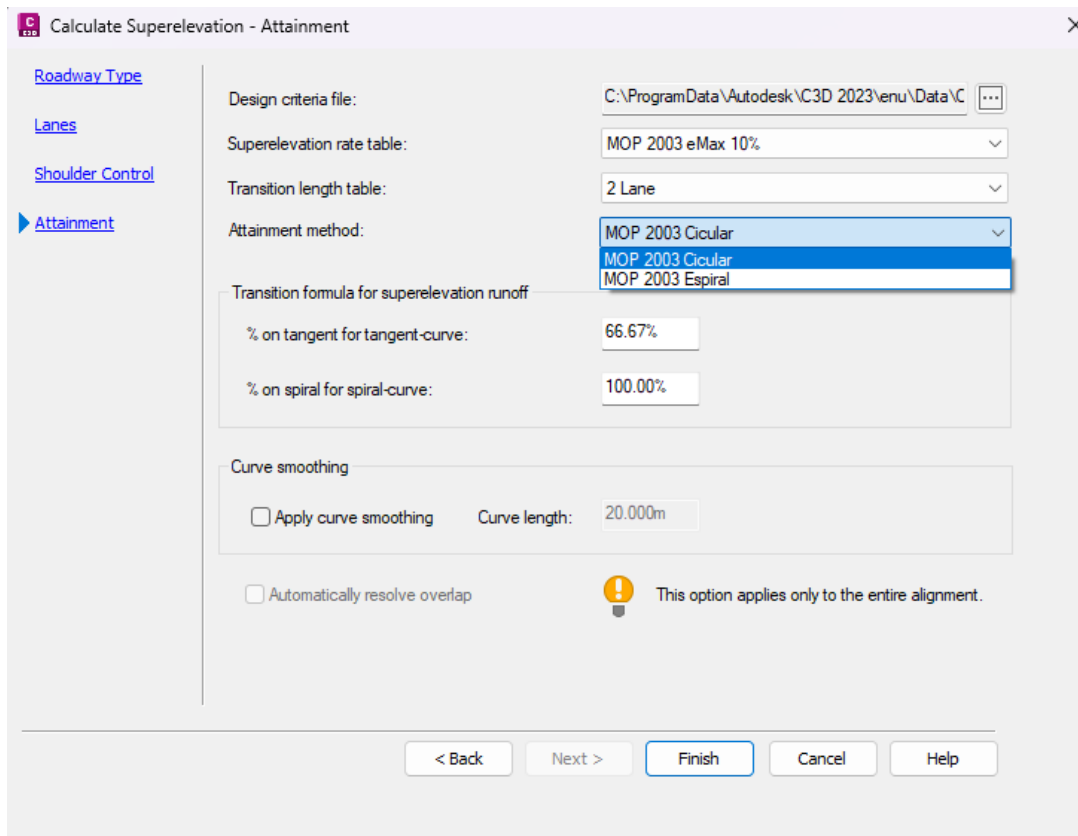 C
C3D
Calculate Superelevation - Attainment
Roadway Type
Lanes
Shoulder Control
Attainment
Design criteria file:
C:\ProgramData\Autodesk\C3D 2023\enu\Data\C
...
Superelevation rate table:
MOP 2003 eMax 10%
Transition length table:
2 Lane
Attainment method:
MOP 2003 Cicular
MOP 2003 Cicular
MOP 2003 Espiral
Transition formula for superelevation runoff
% on tangent for tangent-curve:
66.67%
% on spiral for spiral-curve:
100.00%
Curve smoothing
Apply curve smoothing
Curve length:
20.000m
Automatically resolve overlap
This option applies only to the entire alignment.
< Back
Next >
Finish
Cancel
Help